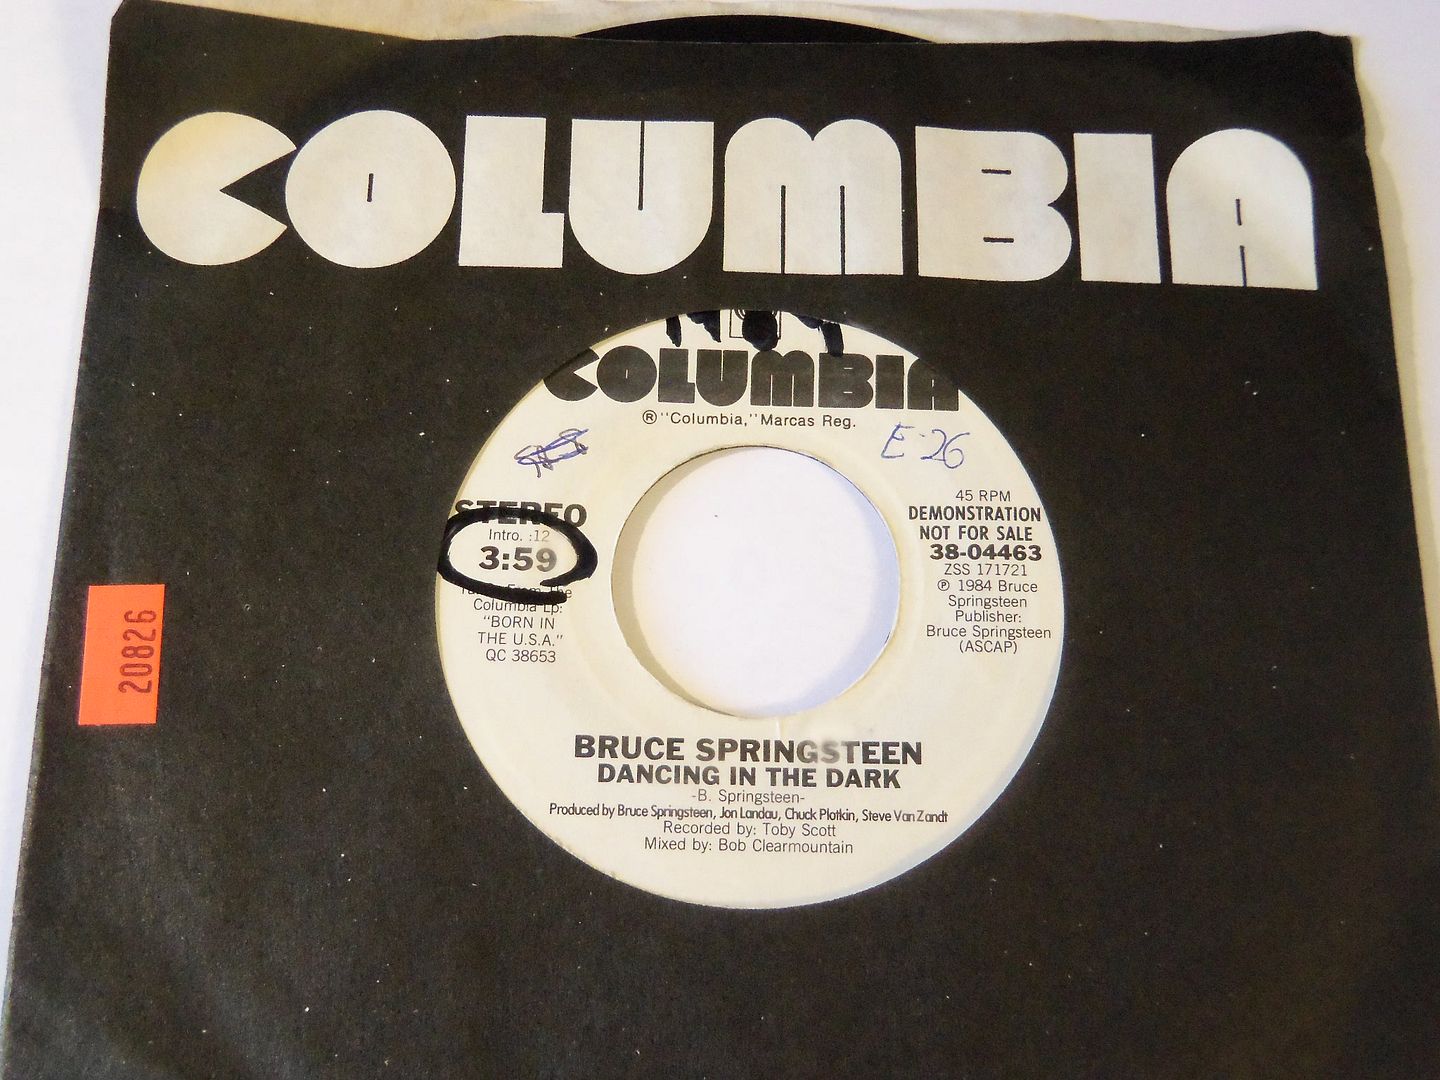 COLUMBIA
COLUMBIA
® "Columbia," Marcas Reg.
E-26
STEREO
Intro. :12
3:59
From The
Columbia Lp:
"BORN IN
THE U.S.A."
QC 38653
45 RPM
DEMONSTRATION
NOT FOR SALE
38-04463
ZSS 171721
℗ 1984 Bruce
Springsteen
Publisher:
Bruce Springsteen
(ASCAP)
20826
BRUCE SPRINGSTEEN
DANCING IN THE DARK
-B. Springsteen-
Produced by Bruce Springsteen, Jon Landau, Chuck Plotkin, Steve Van Zandt
Recorded by: Toby Scott
Mixed by: Bob Clearmountain